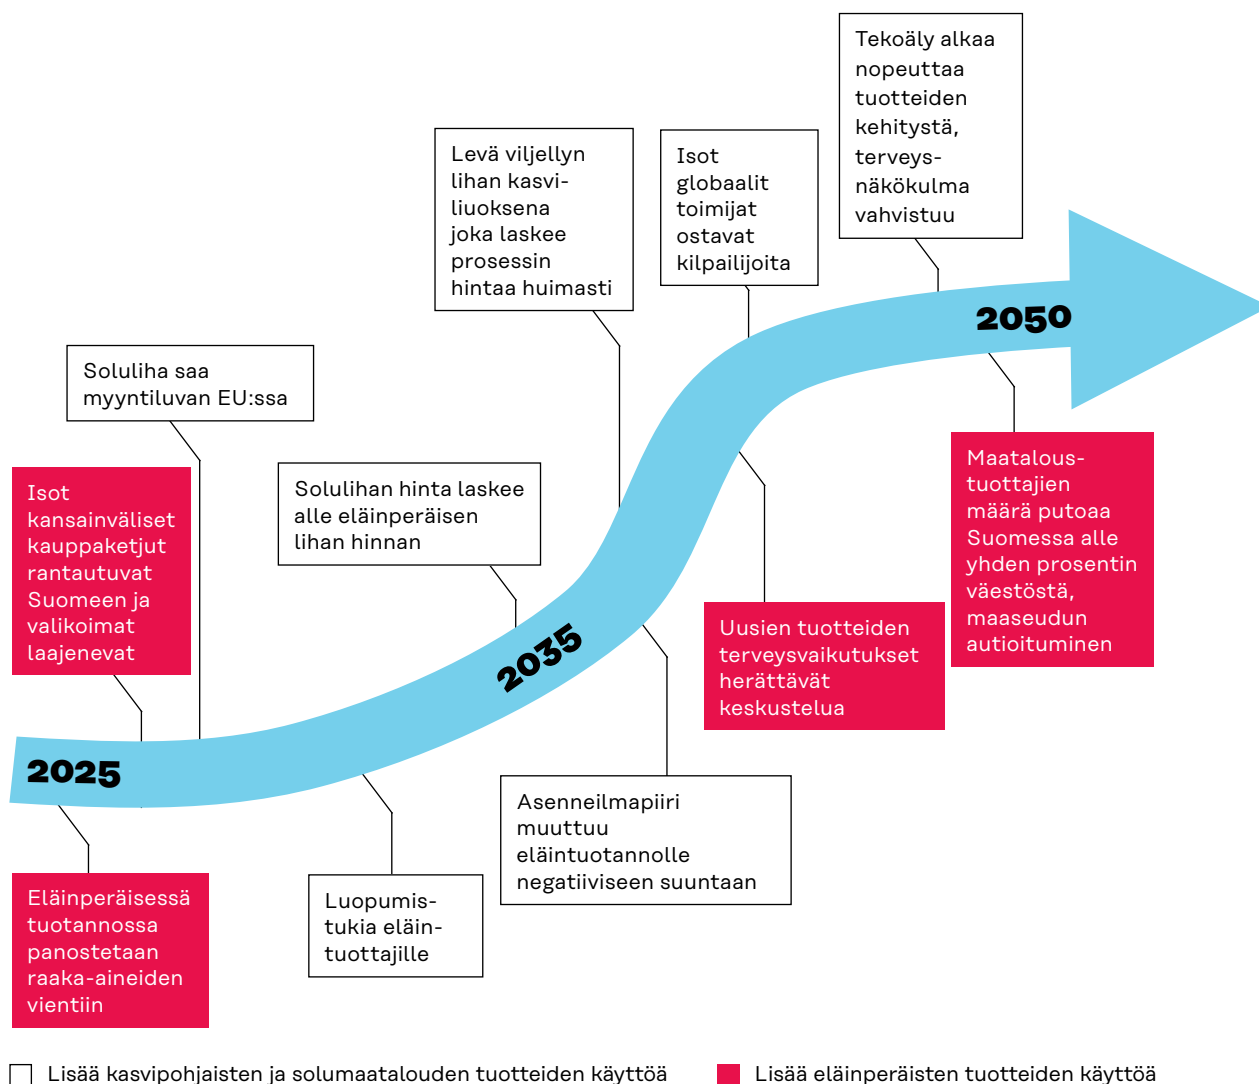 Tekoäly alkaa
nopeuttaa
tuotteiden
kehitystä,
terveys-
näkökulma
vahvistuu
Levä viljellyn
lihan kasvi-
liuoksena
joka laskee
prosessin
hintaa huimasti
Isot
globaalit
toimijat
ostavat
kilpailijoita
2050
Soluliha saa
myyntiluvan EU:ssa
Isot
kansainväliset
kauppaketjut
rantautuvat
Suomeen ja
valikoimat
laajenevat
Solulihan hinta laskee
alle eläinperäisen
lihan hinnan
Maatalous-
tuottajien
määrä putoaa
Suomessa alle
yhden prosentin
väestöstä,
maaseudun
autioituminen
2035
Uusien tuotteiden
terveysvaikutukset
herättävät
keskustelua
2025
Asenneilmapiiri
muuttuu
eläintuotannolle
negatiiviseen suuntaan
Eläinperäisessä
tuotannossa
panostetaan
raaka-aineiden
vientiin
Luopumis-
tukia eläin-
tuottajille
Lisää kasvipohjaisten ja solumaatalouden tuotteiden käyttöä
Lisää eläinperäisten tuotteiden käyttöä